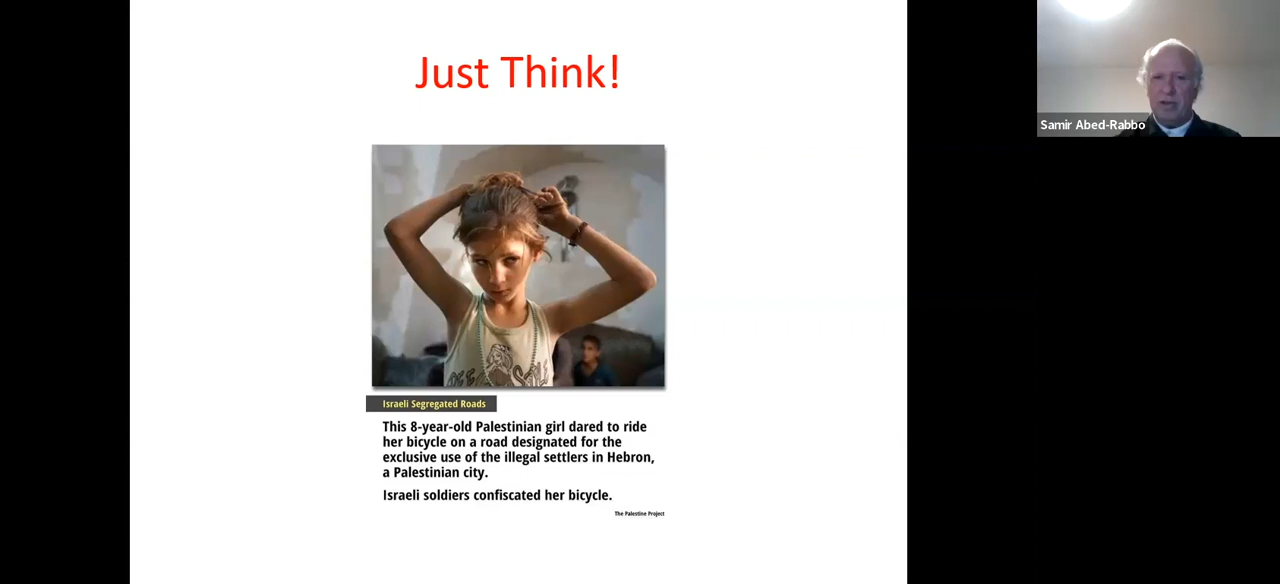 Just Think!
Samir Abed-Rabbo
Israeli Segregated Roads
This 8-year-old Palestinian girl dared to ride
her bicycle on a road designated for the
exclusive use of the illegal settlers in Hebron,
a Palestinian city.
Israeli soldiers confiscated her bicycle.
The Palestine Project